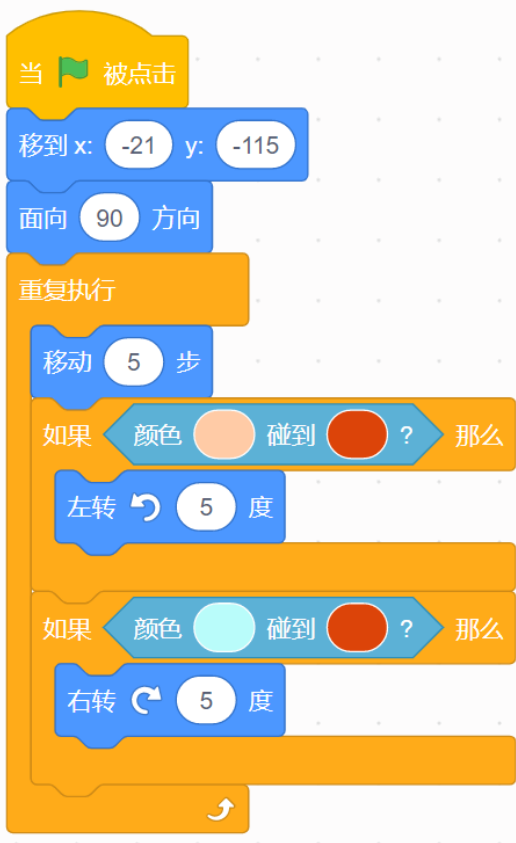 当 被点击
移到 x: -21 y: -115
面向 90 方向
重复执行
移动 5 步
如果 颜色 碰到 ? 那么
左转 5 度
如果 颜色 碰到 ? 那么
右转 5 度